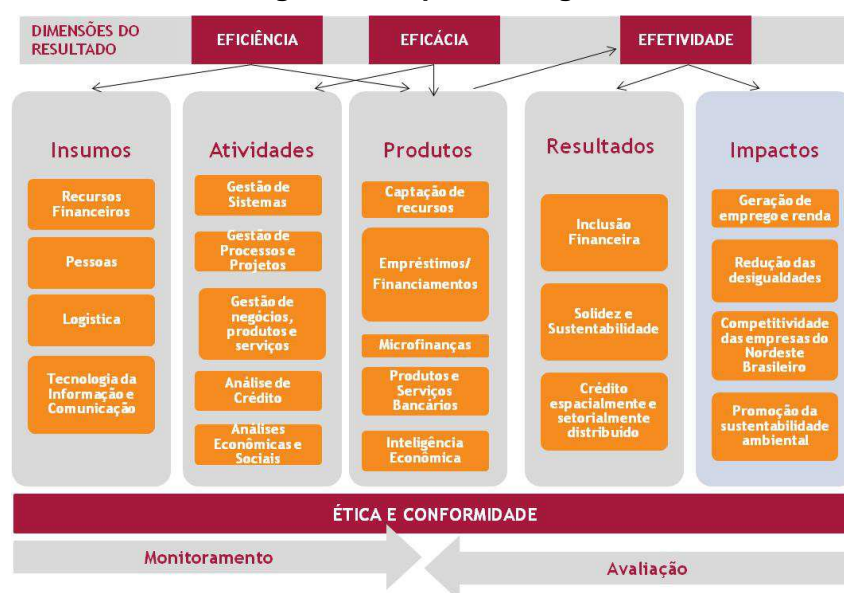 DIMENSÕES DO
RESULTADO
EFICIÊNCIA
EFICÁCIA
EFETIVIDADE
Insumos
Recursos
Financeiros
Pessoas
Logística
Tecnologia da
Informação e
Comunicação
Atividades
Gestão de
Sistemas
Gestão de
Processos e
Projetos
Gestão de
negócios,
produtos e
serviços
Análise de
Crédito
Análises
Econômicas e
Sociais
Produtos
Captação de
recursos
Empréstimos/
Financiamentos
Microfinanças
Produtos e
Serviços
Bancários
Inteligência
Econômica
Resultados
Inclusão
Financeira
Solidez e
Sustentabilidade
Crédito
espacialmente e
setorialmente
distribuído
Impactos
Geração de
emprego e renda
Redução das
desigualdades
Competitividade
das empresas do
Nordeste
Brasileiro
Promoção da
sustentabilidade
ambiental
ÉTICA E CONFORMIDADE
Monitoramento
Avaliação